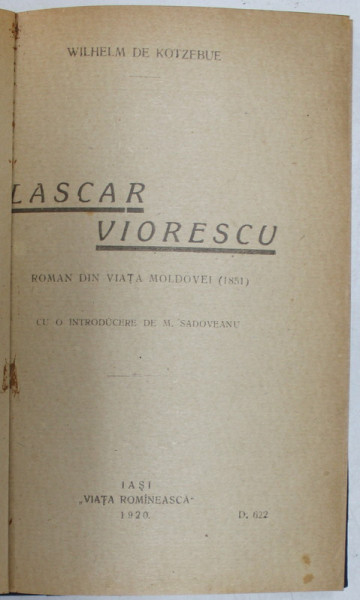 WILHELM DE KOTZEBUE
LASCAR
VIORESCU
ROMAN DIN VIAȚA MOLDOVEI (1851)
CU O INTRODUCERE DE M. SADOVEANU
IAȘI
„VIAȚA ROMÎNEASCĂ"
1920.
D. 622